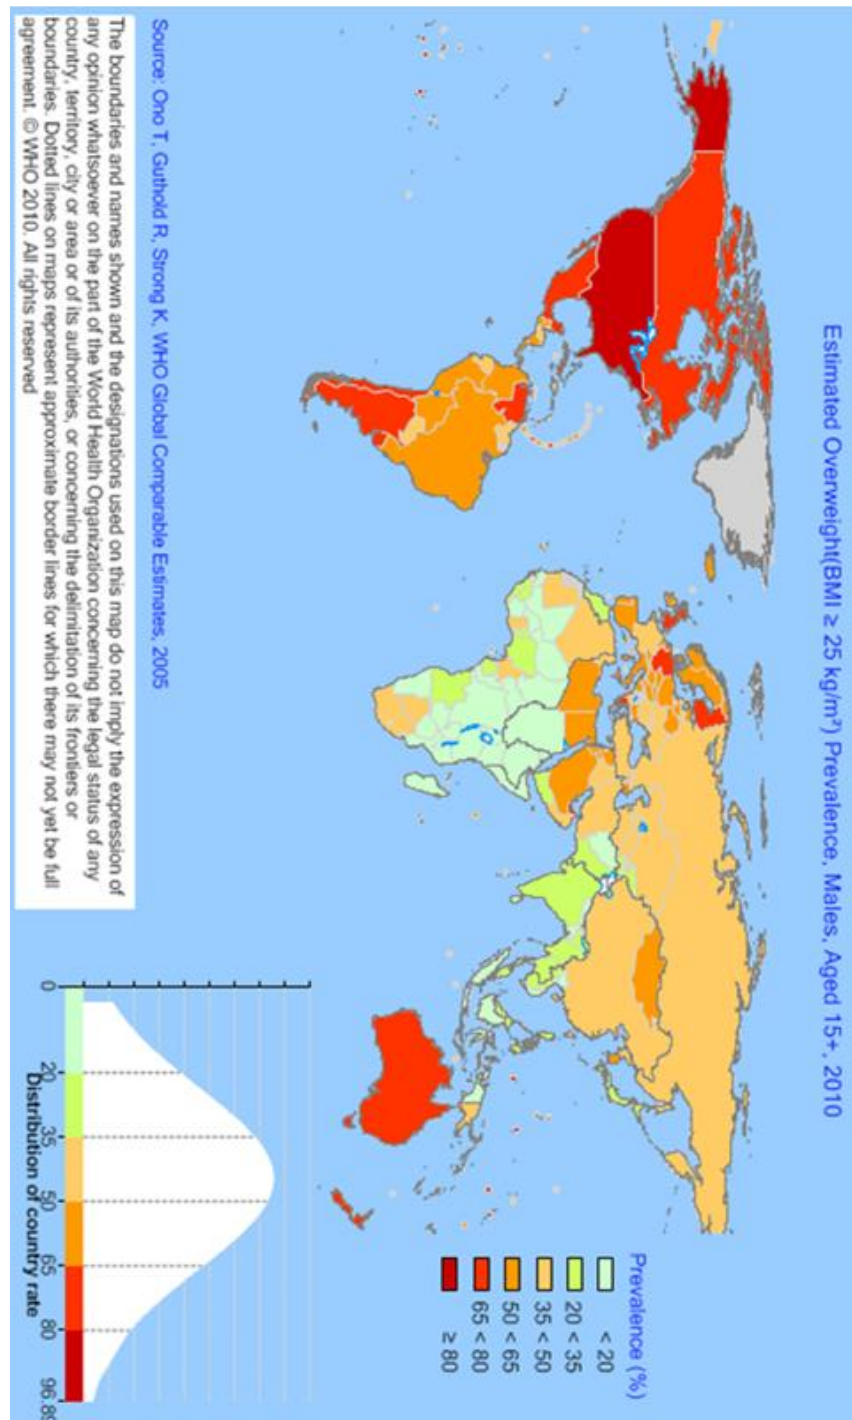 Estimated Overweight(BMI ≥ 25 kg/m²) Prevalence, Males, Aged 15+, 2010
Prevalence (%)
< 20
20 < 35
35 < 50
50 < 65
65 < 80
≥ 80
Source: Ono T, Guthold R, Strong K, WHO Global Comparable Estimates, 2005
The boundaries and names shown and the designations used on this map do not imply the expression of
any opinion whatsoever on the part of the World Health Organization concerning the legal status of any
country, territory, city or area or of its authorities, or concerning the delimitation of its frontiers or
boundaries. Dotted lines on maps represent approximate border lines for which there may not yet be full
agreement. © WHO 2010. All rights reserved
0 20 35 50 65 80 96.89
Distribution of country rate